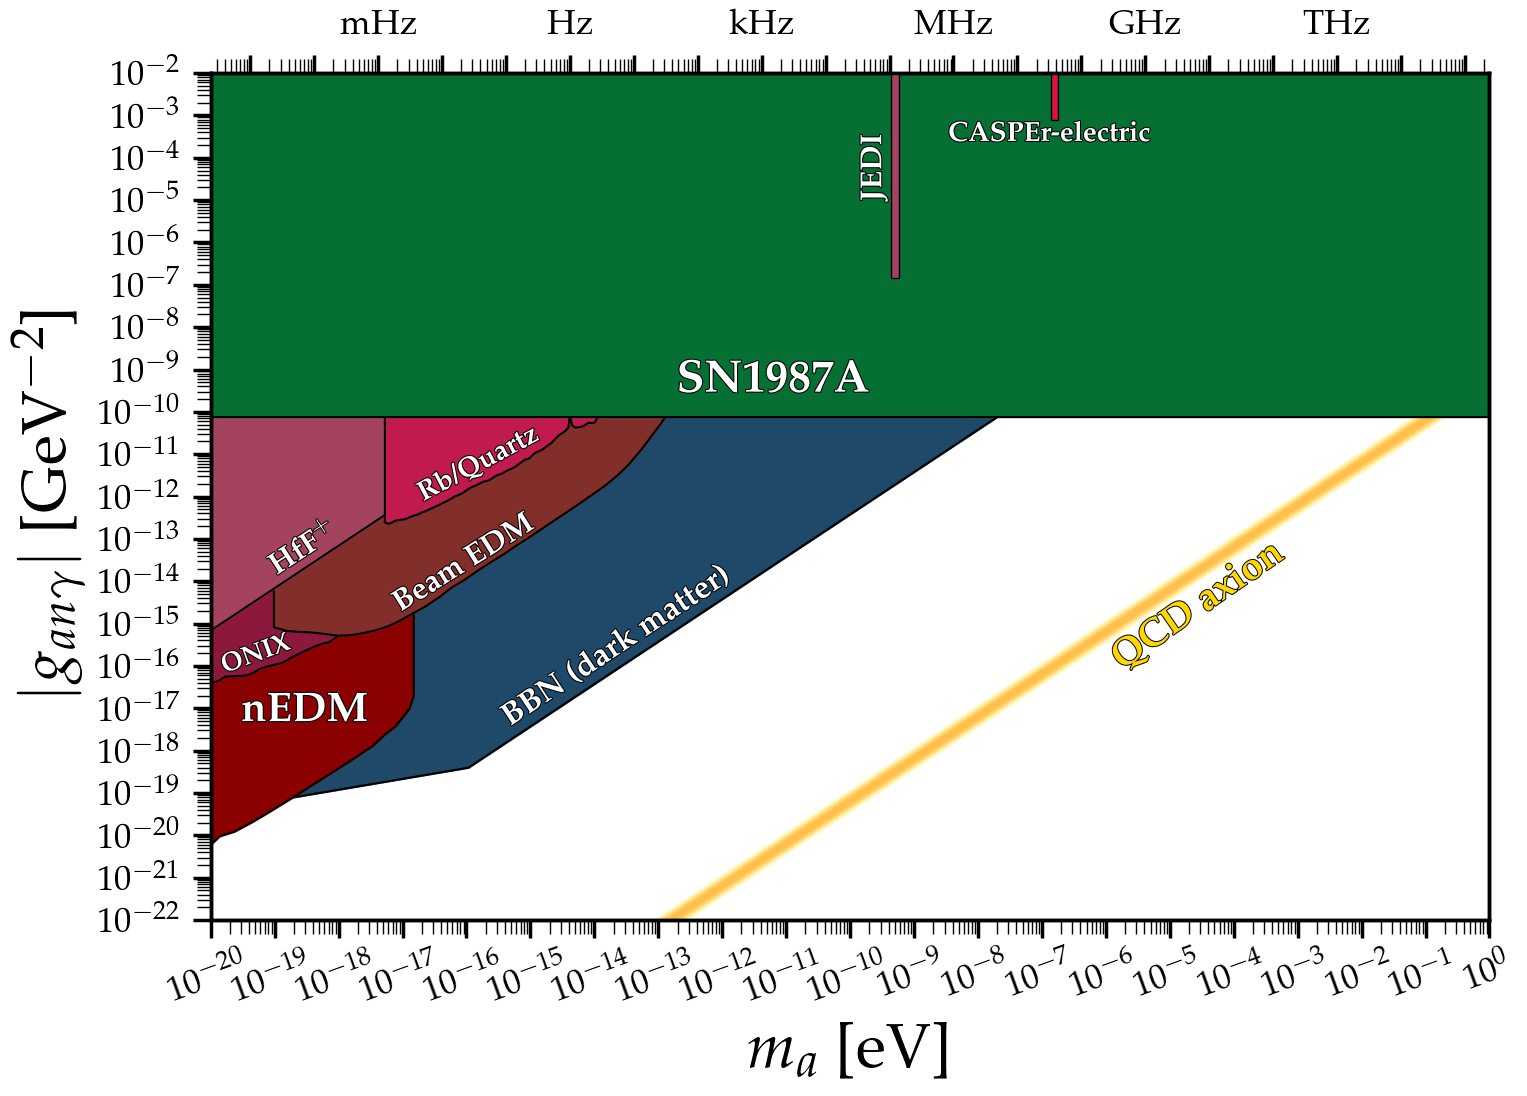 mHz Hz kHz MHz GHz THz
10⁻²
10⁻³
10⁻⁴
10⁻⁵
10⁻⁶
10⁻⁷
10⁻⁸
10⁻⁹
10⁻¹⁰
10⁻¹¹
10⁻¹²
10⁻¹³
10⁻¹⁴
10⁻¹⁵
10⁻¹⁶
10⁻¹⁷
10⁻¹⁸
10⁻¹⁹
10⁻²⁰
10⁻²¹
10⁻²²
|g_{anγ}| [GeV⁻²]
CASPEr-electric
JEDI
SN1987A
Rb/Quartz
HfF⁺
Beam EDM
ONIX
nEDM
BBN (dark matter)
QCD axion
10⁻²⁰ 10⁻¹⁹ 10⁻¹⁸ 10⁻¹⁷ 10⁻¹⁶ 10⁻¹⁵ 10⁻¹⁴ 10⁻¹³ 10⁻¹² 10⁻¹¹ 10⁻¹⁰ 10⁻⁹ 10⁻⁸ 10⁻⁷ 10⁻⁶ 10⁻⁵ 10⁻⁴ 10⁻³ 10⁻² 10⁻¹ 10⁰
mₐ [eV]